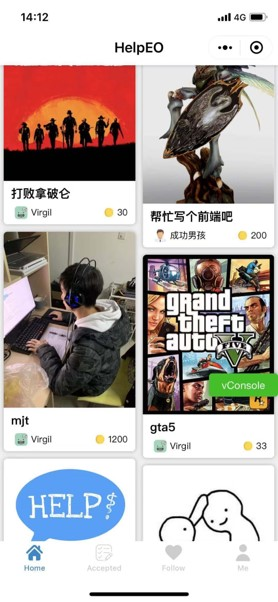 14:12
4G
HelpEO
打败拿破仑
Virgil
30
帮忙写个前端吧
成功男孩
200
mjt
Virgil
1200
grand
theft
auto
V
FIVE
vConsole
gta5
Virgil
33
HELP!
Home
Accepted
Follow
Me